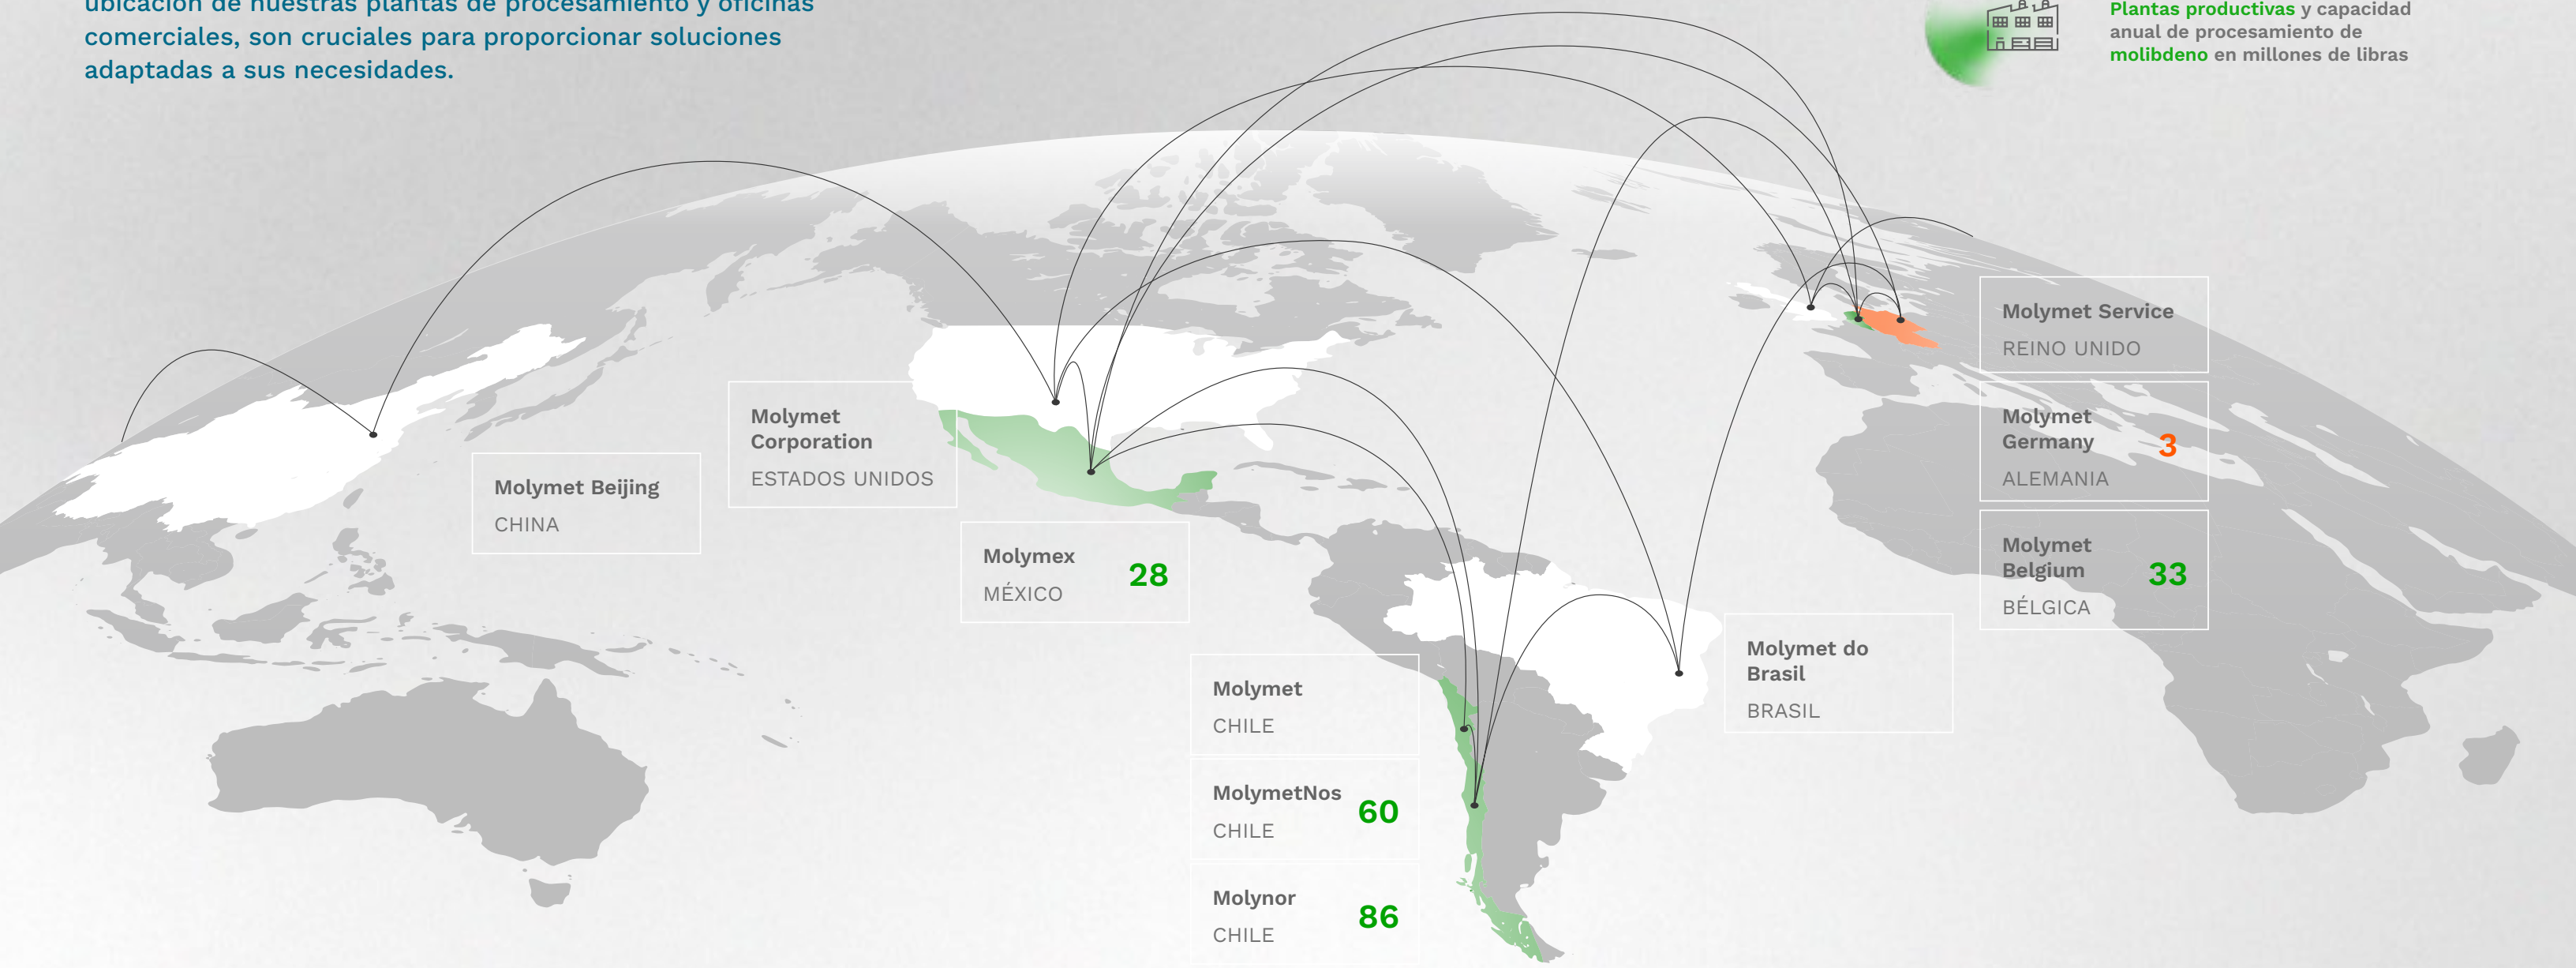 ubicación de nuestras plantas de procesamiento y oficinas
comerciales, son cruciales para proporcionar soluciones
adaptadas a sus necesidades.
Plantas productivas y capacidad
anual de procesamiento de
molibdeno en millones de libras
Molymet Beijing
CHINA
Molymet
Corporation
ESTADOS UNIDOS
Molymex
MÉXICO
28
Molymet
CHILE
MolymetNos
CHILE
60
Molynor
CHILE
86
Molymet do
Brasil
BRASIL
Molymet Service
REINO UNIDO
Molymet
Germany
ALEMANIA
3
Molymet
Belgium
BÉLGICA
33